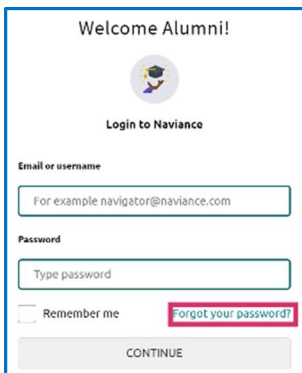 Welcome Alumni!
Login to Naviance
Email or username
For example navigator@naviance.com
Password
Type password
Remember me Forgot your password?
CONTINUE